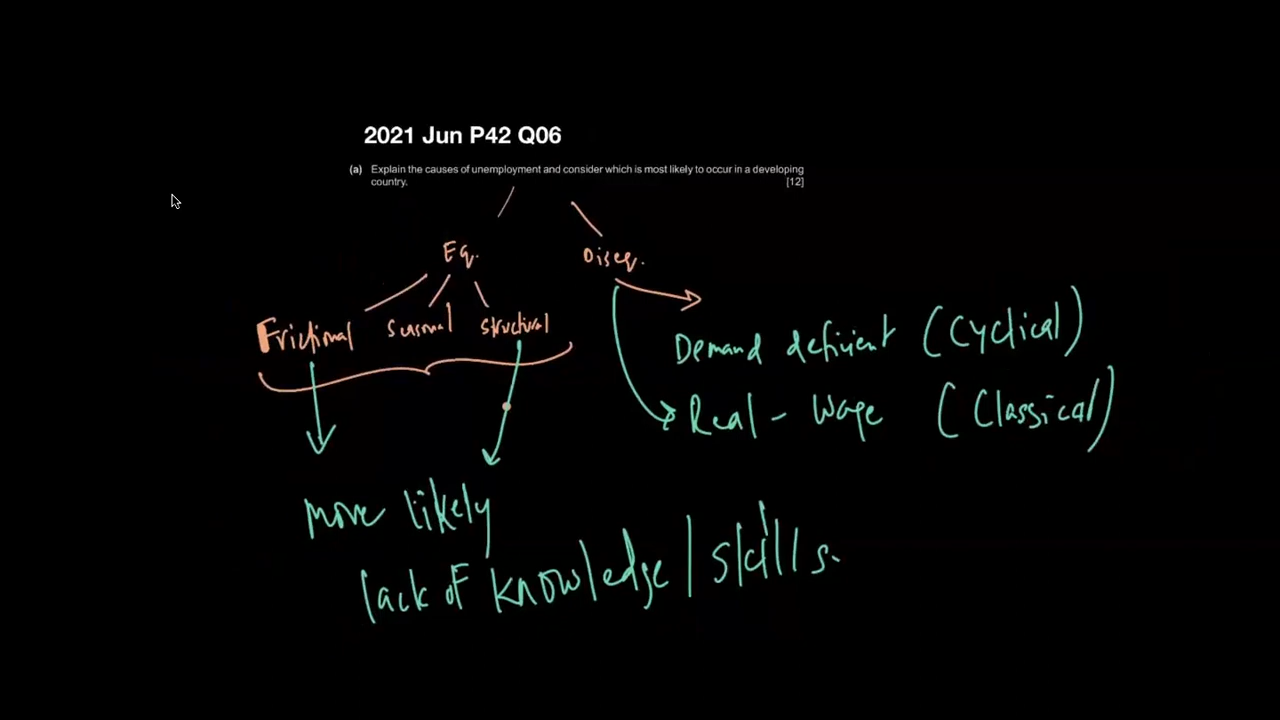 2021 Jun P42 Q06
(a) Explain the causes of unemployment and consider which is most likely to occur in a developing
country. [12]
Eq. Diseq.
Frictional seasonal structural
Demand deficient (Cyclical)
Real - Wage (Classical)
more likely
lack of knowledge / skills.